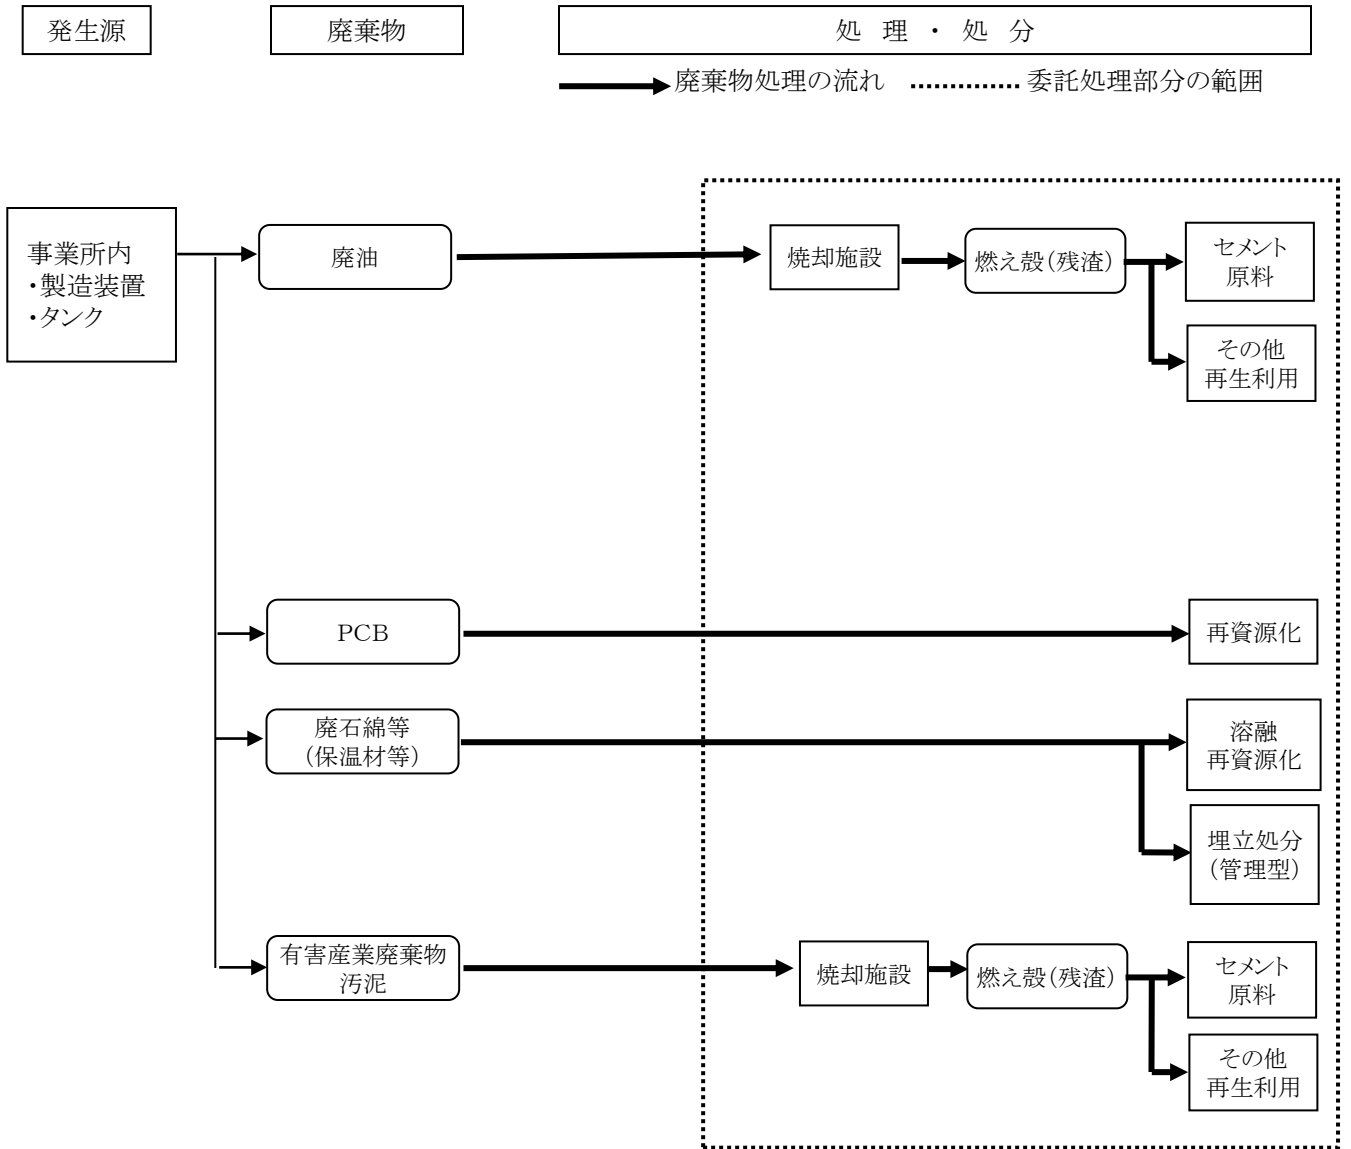 発生源
廃棄物
処 理 ・ 処 分
廃棄物処理の流れ
委託処理部分の範囲
事業所内
・製造装置
・タンク
廃油
焼却施設
燃え殻（残渣）
セメント
原料
その他
再生利用
PCB
再資源化
廃石綿等
（保温材等）
溶融
再資源化
埋立処分
（管理型）
有害産業廃棄物
汚泥
焼却施設
燃え殻（残渣）
セメント
原料
その他
再生利用